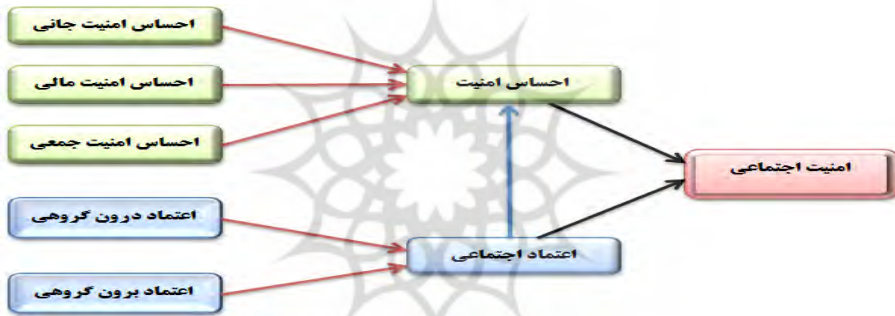 احساس امنیت جانی
احساس امنیت مالی
احساس امنیت جمعی
اعتماد درون گروهی
اعتماد برون گروهی
احساس امنیت
اعتماد اجتماعی
امنیت اجتماعی